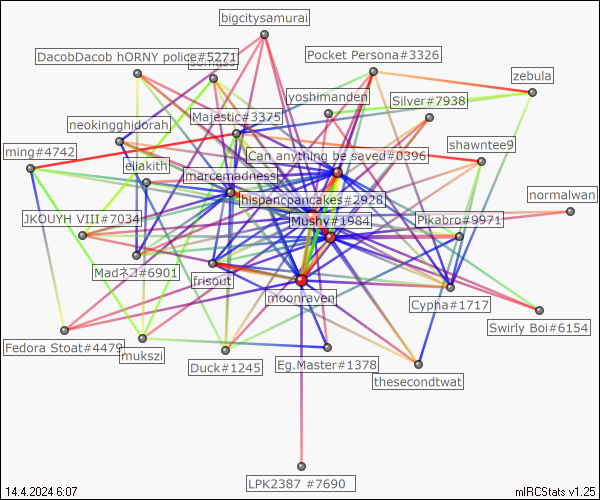 bigcitysamurai
DacobDacob hORNY police#5271
Pocket Persona#3326
zebula
yoshimanden
Silver#7938
Majestic#3375
neokingghidorah
shawntee9
ming#4742
eliakith
Can anything be saved#0396
marcemadness
normalwan
hispancpancakes#2928
JKOUYH VIII#7034
Mushy#1984
Pikabro#9971
Madネコ#6901
frisout
moonraven
Cypha#1717
Swirly Boi#6154
Fedora Stoat#4479
mukszi
Duck#1245
Eg.Master#1378
thesecondtwat
LPK2387 #7690
14.4.2024 6:07
mIRCStats v1.25